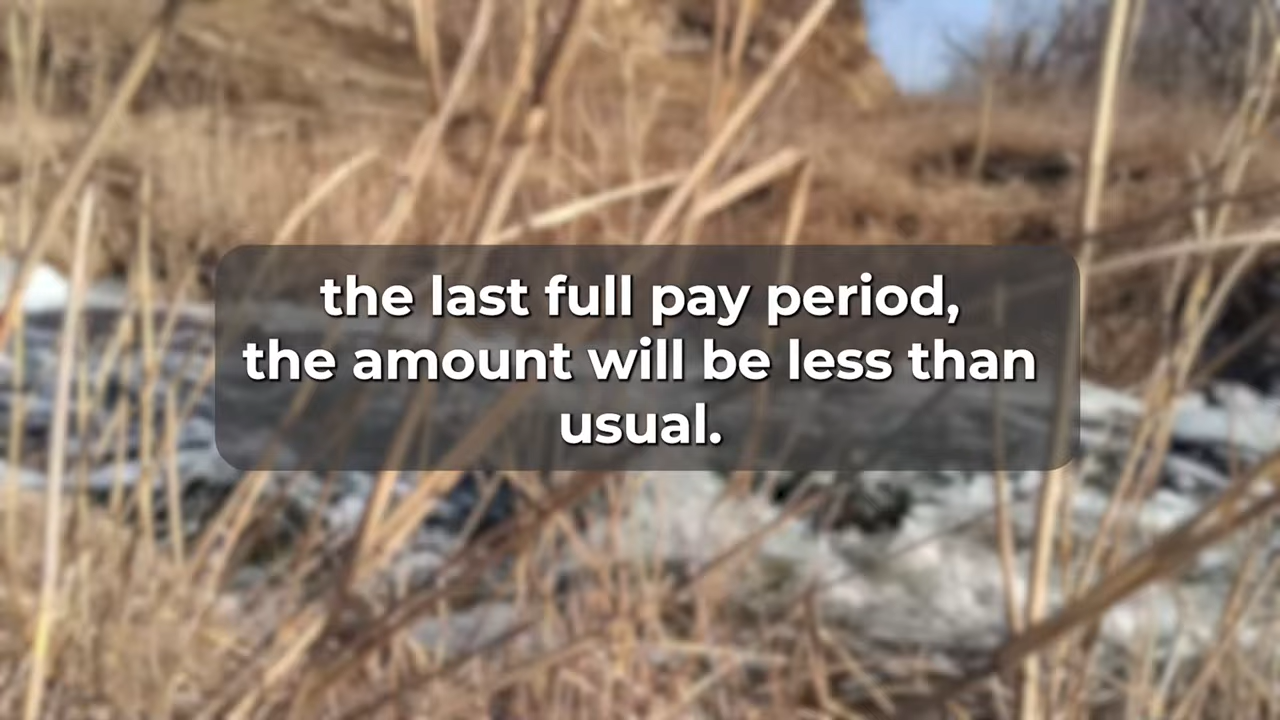 the last full pay period,
the amount will be less than
usual.